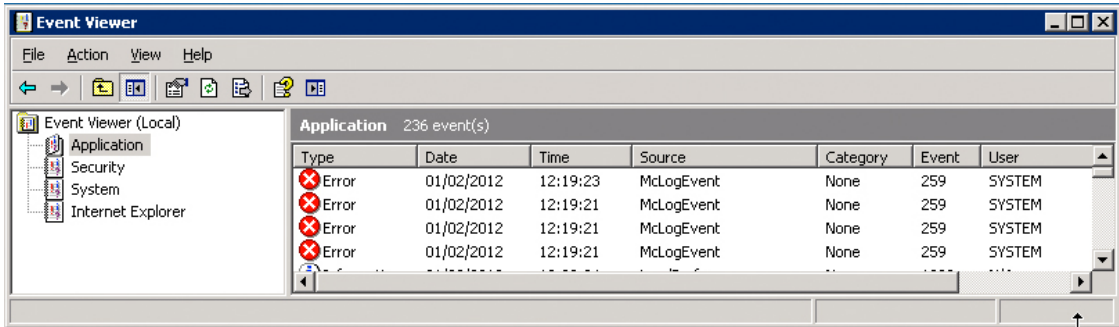 Event Viewer
File Action View Help
Event Viewer (Local)
Application
Security
System
Internet Explorer
Application 236 event(s)
Type Date Time Source Category Event User
Error 01/02/2012 12:19:23 McLogEvent None 259 SYSTEM
Error 01/02/2012 12:19:21 McLogEvent None 259 SYSTEM
Error 01/02/2012 12:19:21 McLogEvent None 259 SYSTEM
Error 01/02/2012 12:19:21 McLogEvent None 259 SYSTEM